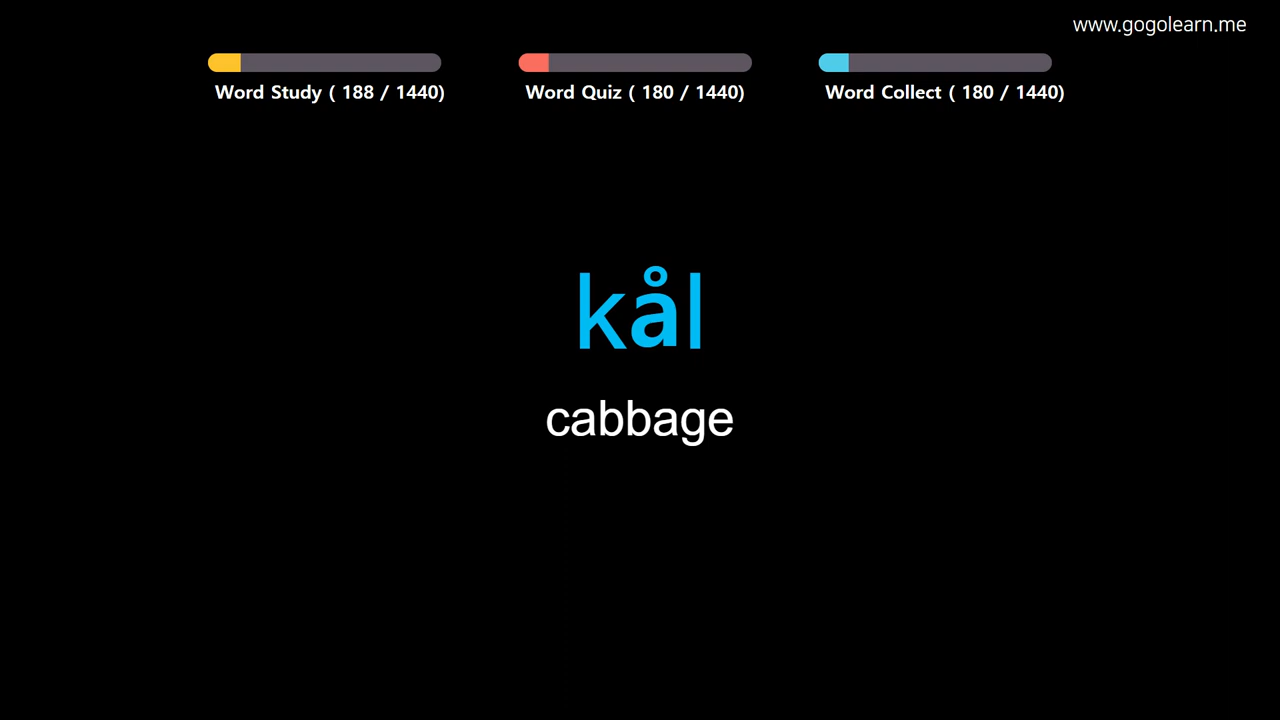 www.gogolearn.me
Word Study ( 188 / 1440)
Word Quiz ( 180 / 1440)
Word Collect ( 180 / 1440)
kål
cabbage